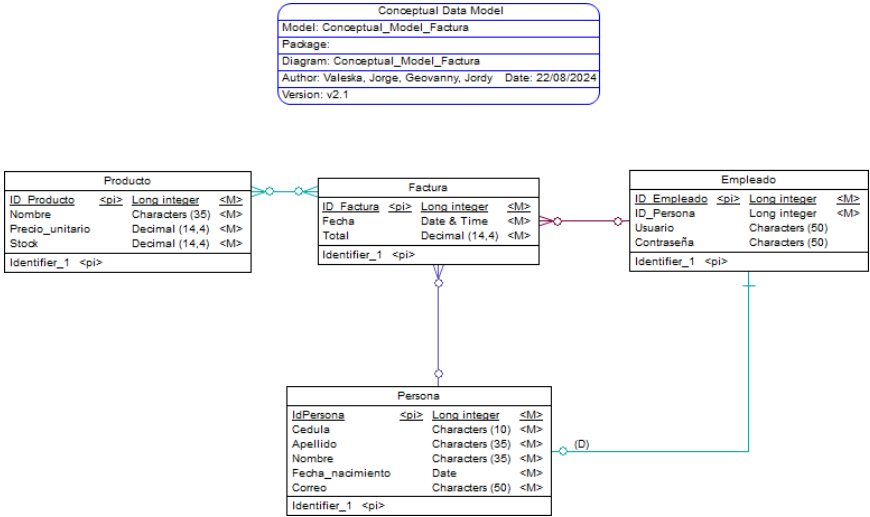 Conceptual Data Model
Model: Conceptual_Model_Factura
Package:
Diagram: Conceptual_Model_Factura
Author: Valeska, Jorge, Geovanny, Jordy Date: 22/08/2024
Version: v2.1
Producto
ID_Producto <pi> Long integer <M>
Nombre Characters (35) <M>
Precio_unitario Decimal (14,4) <M>
Stock Decimal (14,4) <M>
Identifier_1 <pi>
Factura
ID_Factura <pi> Long integer <M>
Fecha Date & Time <M>
Total Decimal (14,4) <M>
Identifier_1 <pi>
Empleado
ID_Empleado <pi> Long integer <M>
ID_Persona Long integer <M>
Usuario Characters (50)
Contraseña Characters (50)
Identifier_1 <pi>
Persona
IdPersona <pi> Long integer <M>
Cedula Characters (10) <M>
Apellido Characters (35) <M>
Nombre Characters (35) <M>
Fecha_nacimiento Date <M>
Correo Characters (50) <M>
Identifier_1 <pi>
(D)